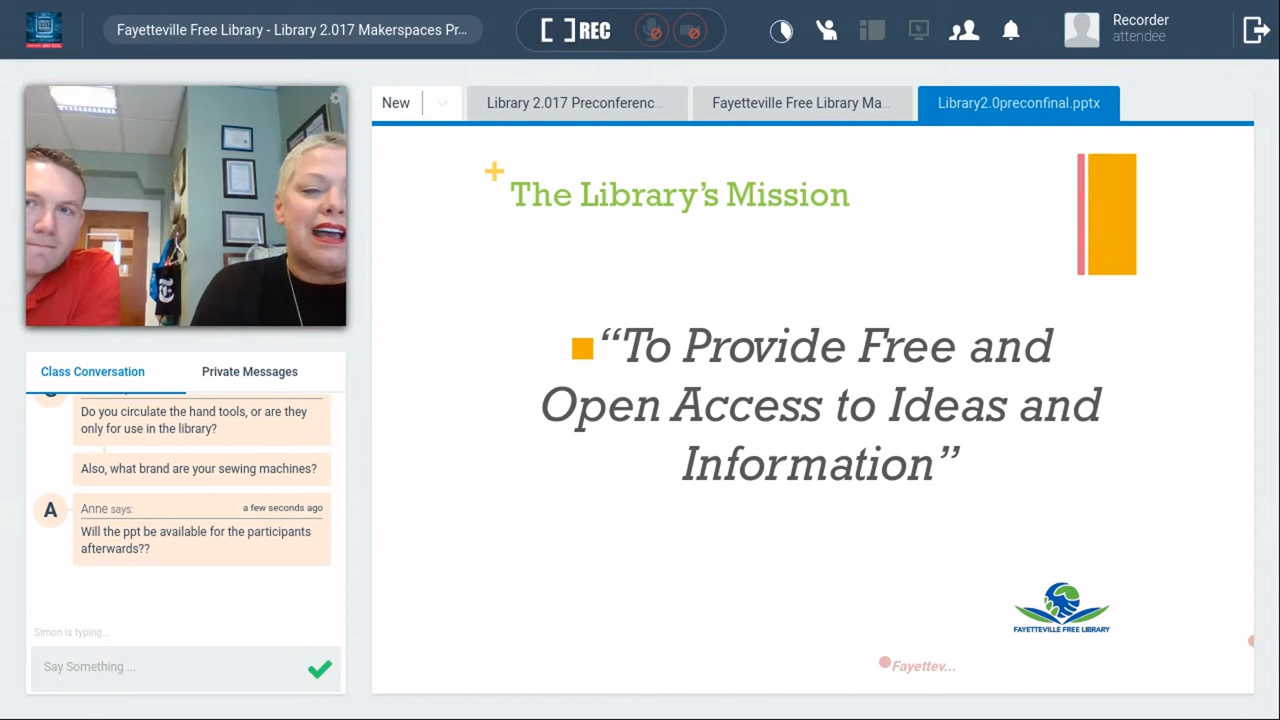 Fayetteville Free Library - Library 2.017 Makerspaces Pr...
[ ] REC
Recorder
attendee
New
Library 2.017 Preconferenc...
Fayetteville Free Library Ma...
Library2.0preconfinal.pptx
+
The Library's Mission
“To Provide Free and
Open Access to Ideas and
Information”
FAYETTEVILLE FREE LIBRARY
Fayettev...
Class Conversation
Private Messages
Do you circulate the hand tools, or are they
only for use in the library?
Also, what brand are your sewing machines?
A
Anne says:
a few seconds ago
Will the ppt be available for the participants
afterwards??
Simon is typing...
Say Something ...